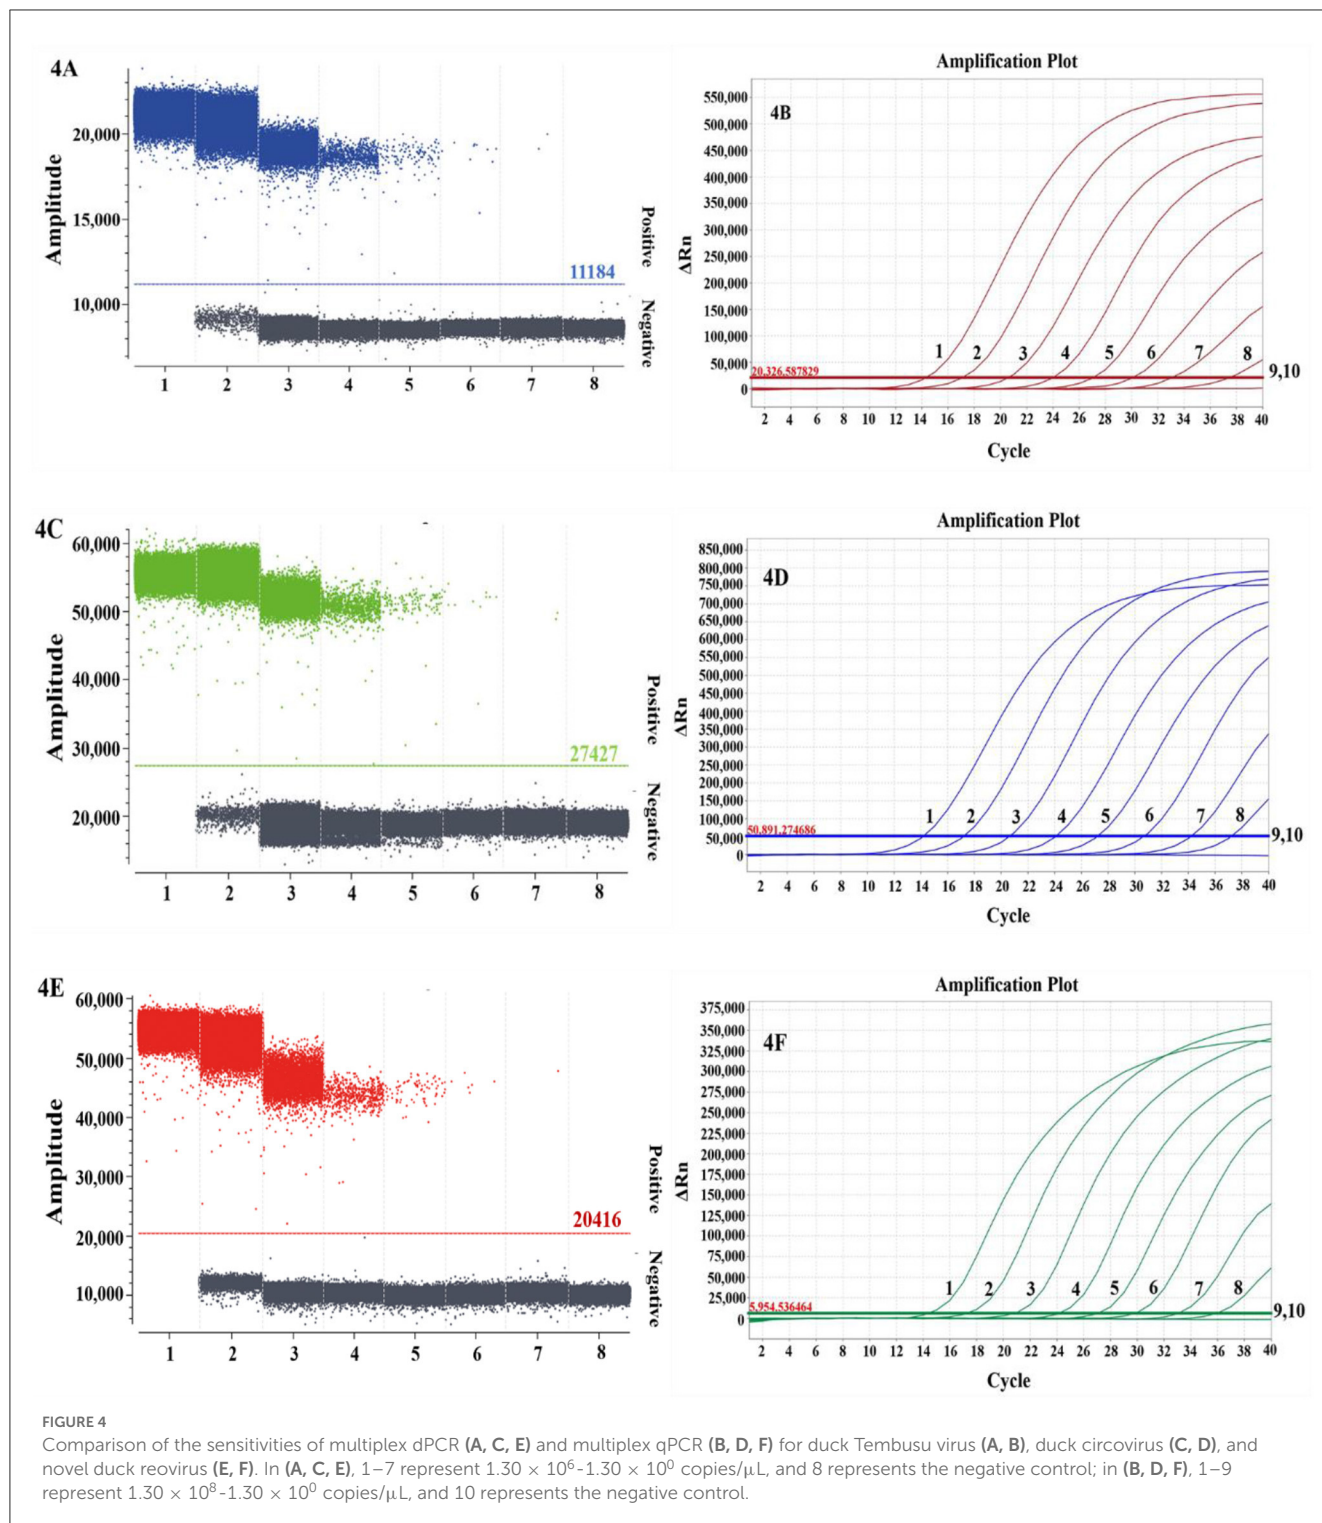 4A
Amplitude
20,000
15,000
10,000
11184
Positive
Negative
1 2 3 4 5 6 7 8
Amplification Plot
4B
ΔRn
550,000
500,000
450,000
400,000
350,000
300,000
250,000
200,000
150,000
100,000
50,000
0
20,326.587829
1 2 3 4 5 6 7 8
9,10
2 4 6 8 10 12 14 16 18 20 22 24 26 28 30 32 34 36 38 40
Cycle
4C
Amplitude
60,000
50,000
40,000
30,000
20,000
27427
Positive
Negative
1 2 3 4 5 6 7 8
Amplification Plot
4D
ΔRn
850,000
800,000
750,000
700,000
650,000
600,000
550,000
500,000
450,000
400,000
350,000
300,000
250,000
200,000
150,000
100,000
50,000
0
50,891.274686
1 2 3 4 5 6 7 8
9,10
2 4 6 8 10 12 14 16 18 20 22 24 26 28 30 32 34 36 38 40
Cycle
4E
Amplitude
60,000
50,000
40,000
30,000
20,000
10,000
20416
Positive
Negative
1 2 3 4 5 6 7 8
Amplification Plot
4F
ΔRn
375,000
350,000
325,000
300,000
275,000
250,000
225,000
200,000
175,000
150,000
125,000
100,000
75,000
50,000
25,000
0
5,954.536464
1 2 3 4 5 6 7 8
9,10
2 4 6 8 10 12 14 16 18 20 22 24 26 28 30 32 34 36 38 40
Cycle
FIGURE 4
Comparison of the sensitivities of multiplex dPCR (A, C, E) and multiplex qPCR (B, D, F) for duck Tembusu virus (A, B), duck circovirus (C, D), and
novel duck reovirus (E, F). In (A, C, E), 1–7 represent 1.30 × 10⁶-1.30 × 10⁰ copies/μL, and 8 represents the negative control; in (B, D, F), 1–9
represent 1.30 × 10⁸-1.30 × 10⁰ copies/μL, and 10 represents the negative control.